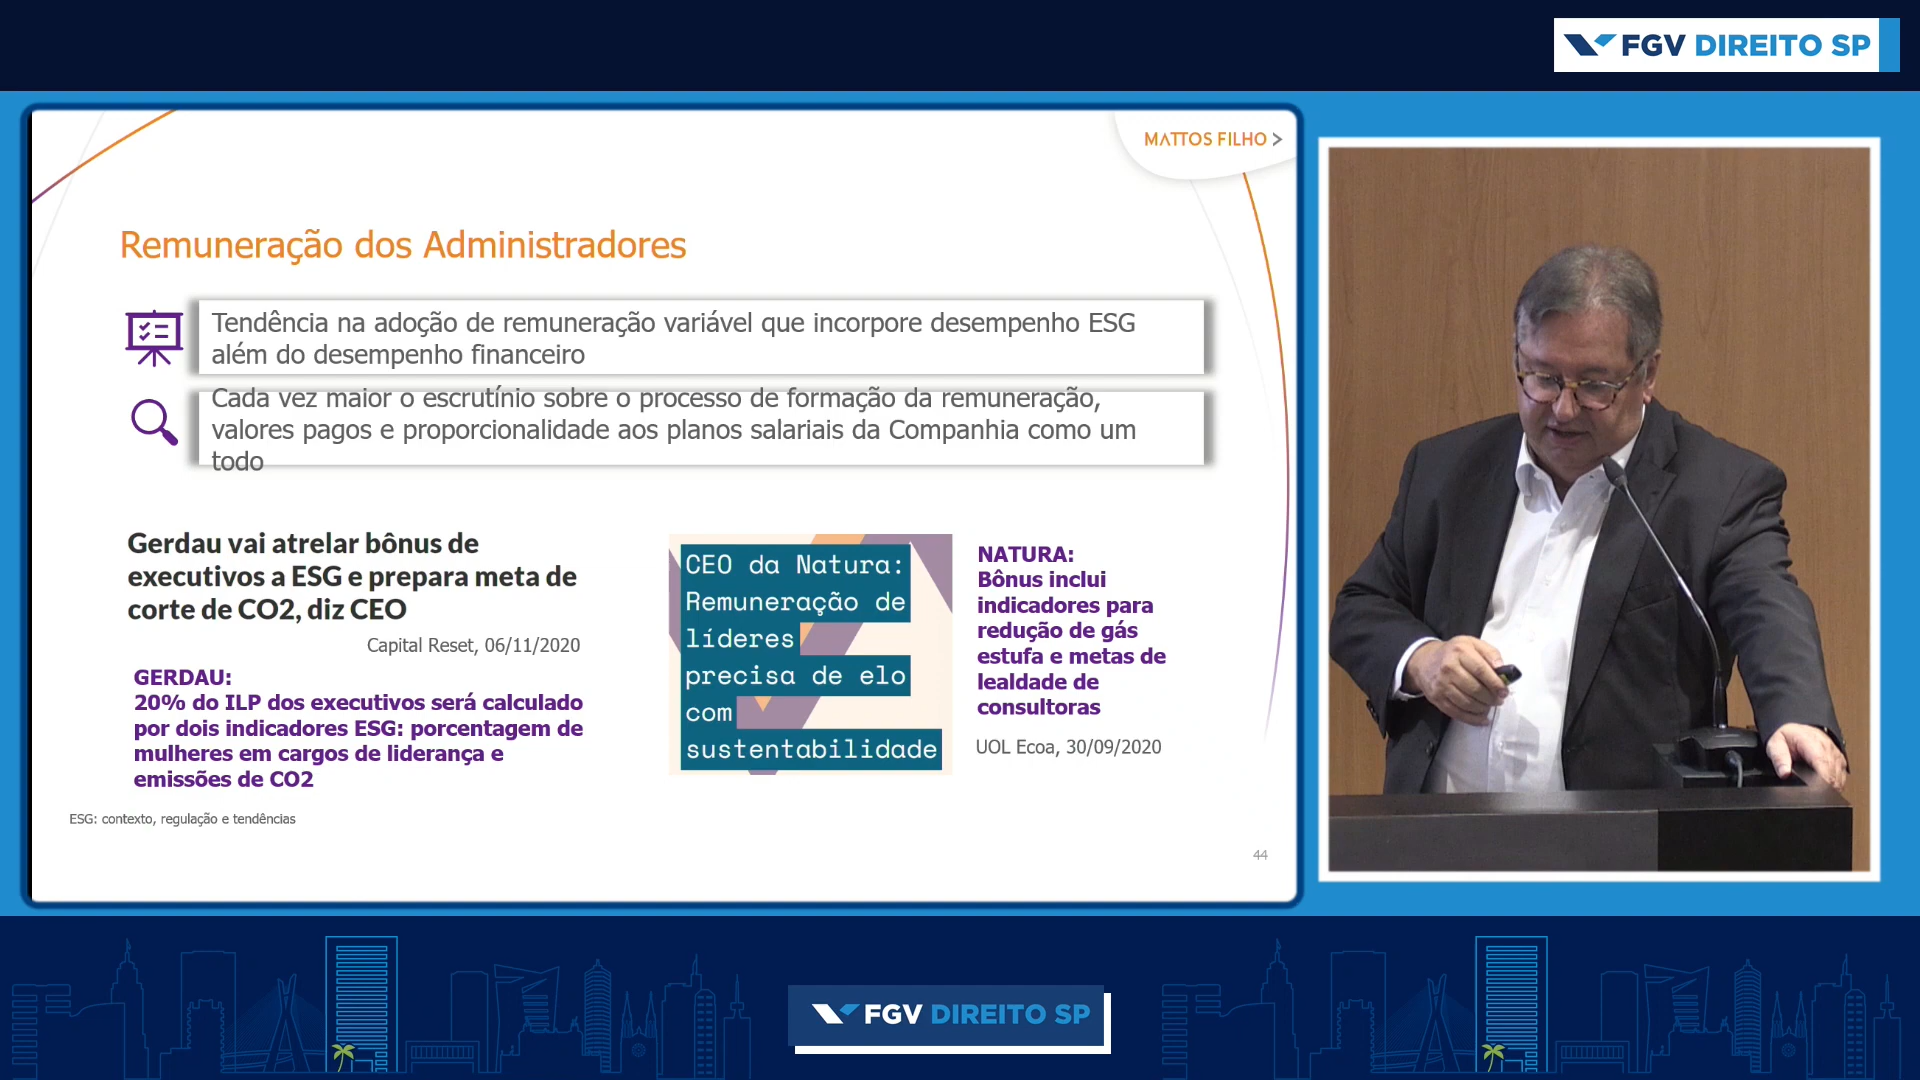 FGV DIREITO SP
MATTOS FILHO >
Remuneração dos Administradores
Tendência na adoção de remuneração variável que incorpore desempenho ESG
além do desempenho financeiro
Cada vez maior o escrutínio sobre o processo de formação da remuneração,
valores pagos e proporcionalidade aos planos salariais da Companhia como um
todo
Gerdau vai atrelar bônus de
executivos a ESG e prepara meta de
corte de CO2, diz CEO
Capital Reset, 06/11/2020
GERDAU:
20% do ILP dos executivos será calculado
por dois indicadores ESG: porcentagem de
mulheres em cargos de liderança e
emissões de CO2
CEO da Natura:
Remuneração de
líderes
precisa de elo
com
sustentabilidade
NATURA:
Bônus inclui
indicadores para
redução de gás
estufa e metas de
lealdade de
consultoras
UOL Ecoa, 30/09/2020
ESG: contexto, regulação e tendências
44
FGV DIREITO SP